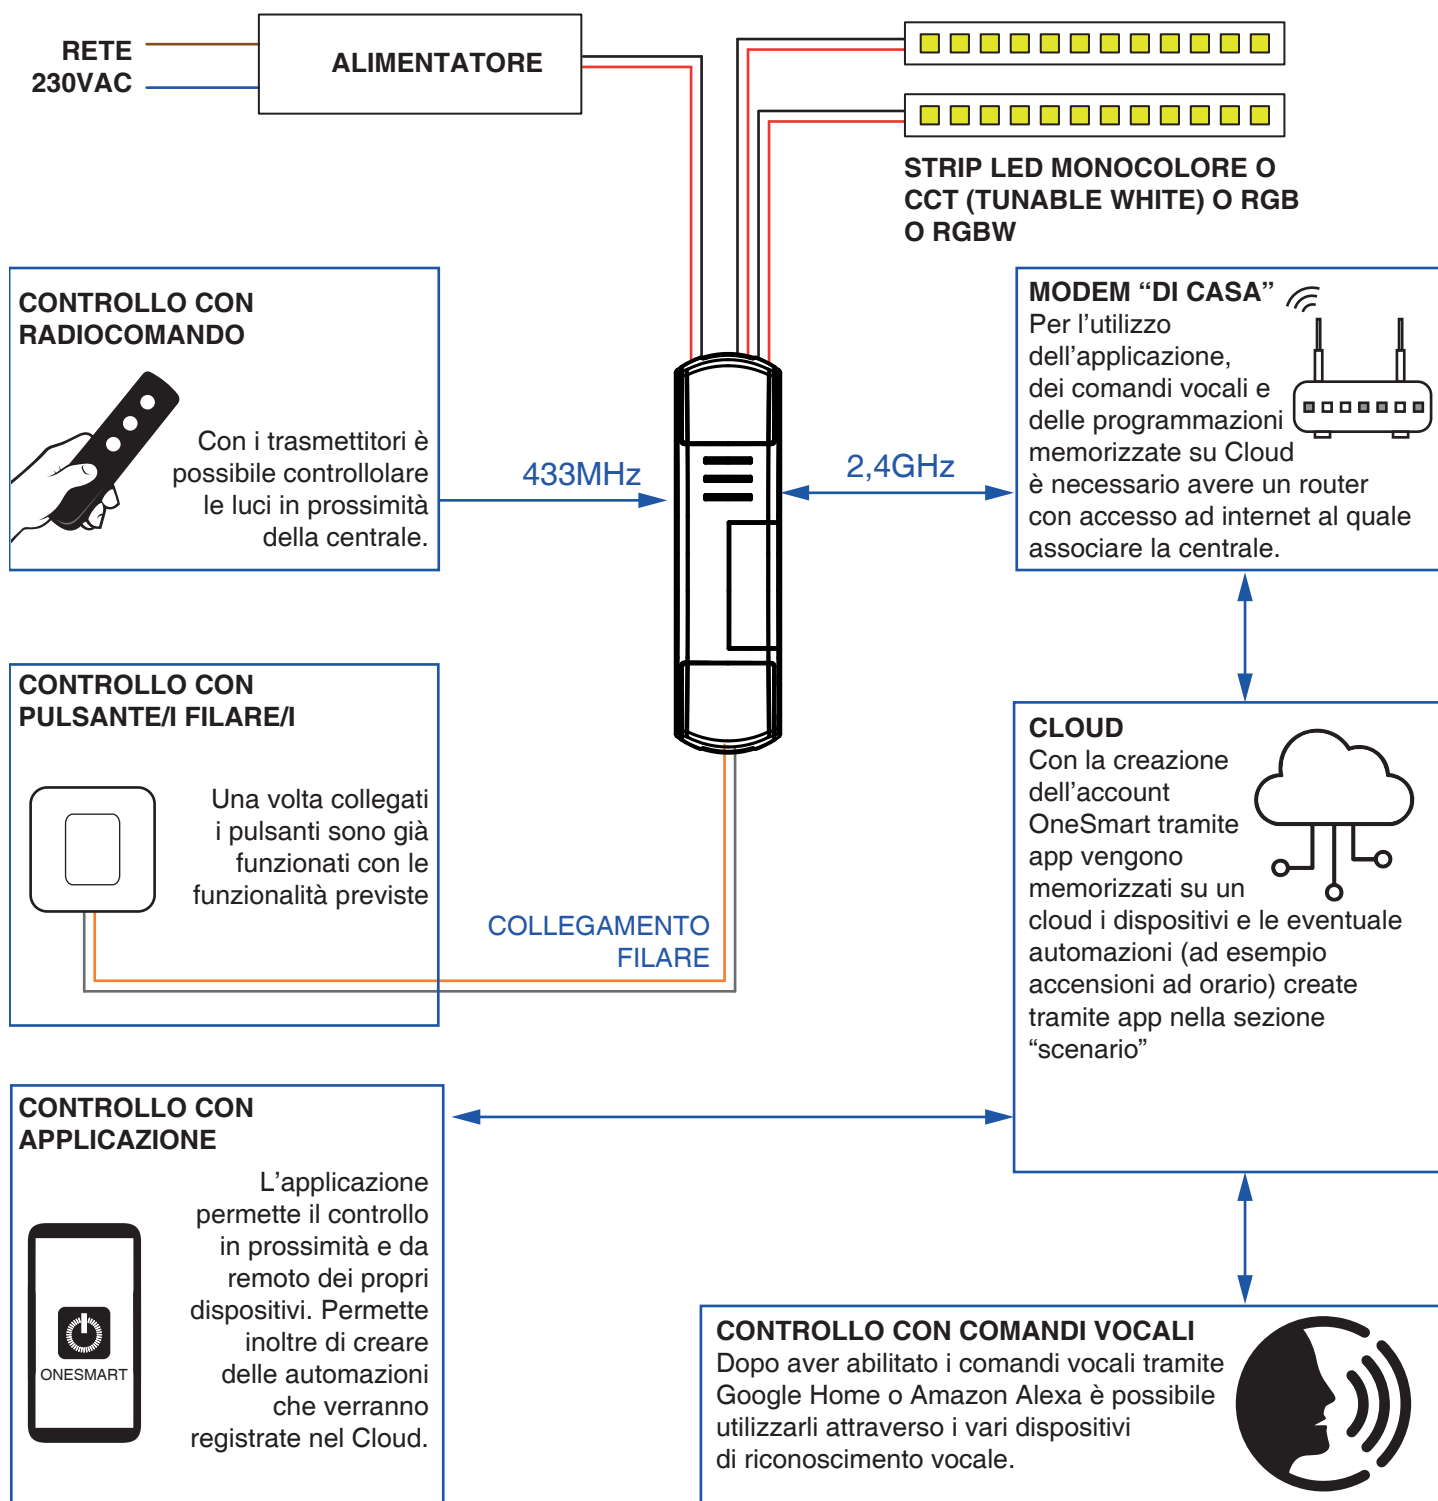 RETE
230VAC
ALIMENTATORE
STRIP LED MONOCOLORE O
CCT (TUNABLE WHITE) O RGB
O RGBW
CONTROLLO CON
RADIOCOMANDO
Con i trasmettitori è
possibile controllolare
le luci in prossimità
della centrale.
433MHz
2,4GHz
MODEM “DI CASA”
Per l’utilizzo
dell’applicazione,
dei comandi vocali e
delle programmazioni
memorizzate su Cloud
è necessario avere un router
con accesso ad internet al quale
associare la centrale.
CONTROLLO CON
PULSANTE/I FILARE/I
Una volta collegati
i pulsanti sono già
funzionati con le
funzionalità previste
COLLEGAMENTO
FILARE
CLOUD
Con la creazione
dell’account
OneSmart tramite
app vengono
memorizzati su un
cloud i dispositivi e le eventuale
automazioni (ad esempio
accensioni ad orario) create
tramite app nella sezione
“scenario”
CONTROLLO CON
APPLICAZIONE
L’applicazione
permette il controllo
in prossimità e da
remoto dei propri
dispositivi. Permette
inoltre di creare
delle automazioni
che verranno
registrate nel Cloud.
ONESMART
CONTROLLO CON COMANDI VOCALI
Dopo aver abilitato i comandi vocali tramite
Google Home o Amazon Alexa è possibile
utilizzarli attraverso i vari dispositivi
di riconoscimento vocale.